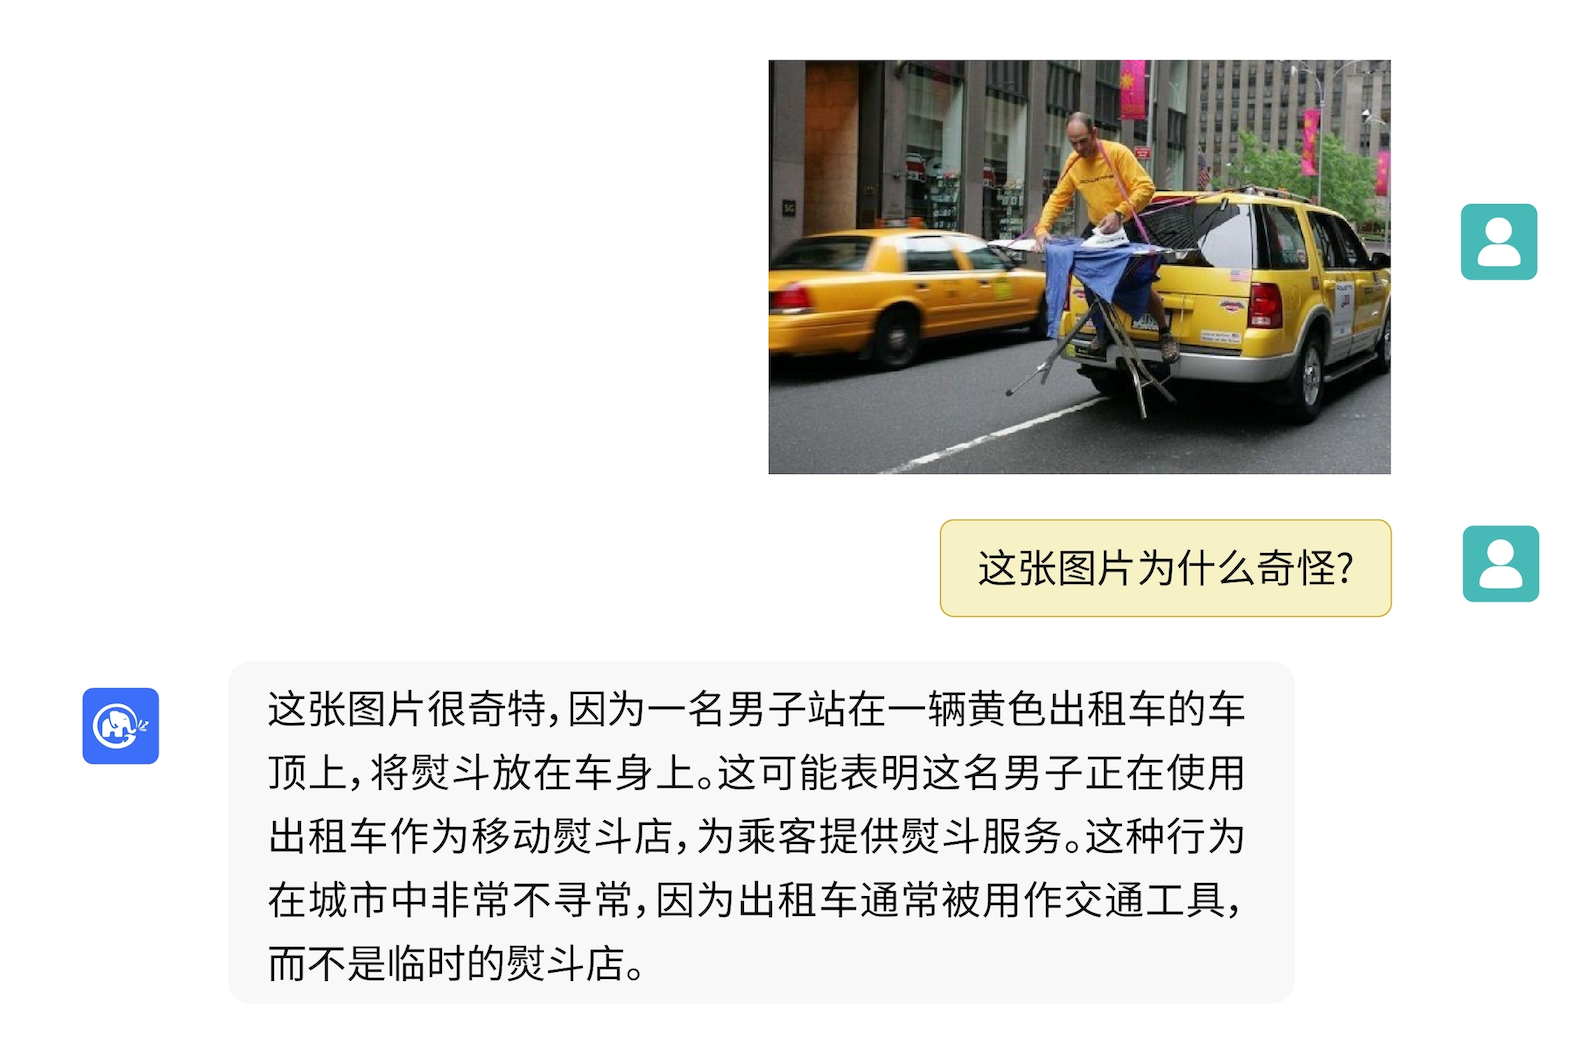 SG
这张图片为什么奇怪?
这张图片很奇特,因为一名男子站在一辆黄色出租车的车
顶上,将熨斗放在车身上。这可能表明这名男子正在使用
出租车作为移动熨斗店,为乘客提供熨斗服务。这种行为
在城市中非常不寻常,因为出租车通常被用作交通工具,
而不是临时的熨斗店。